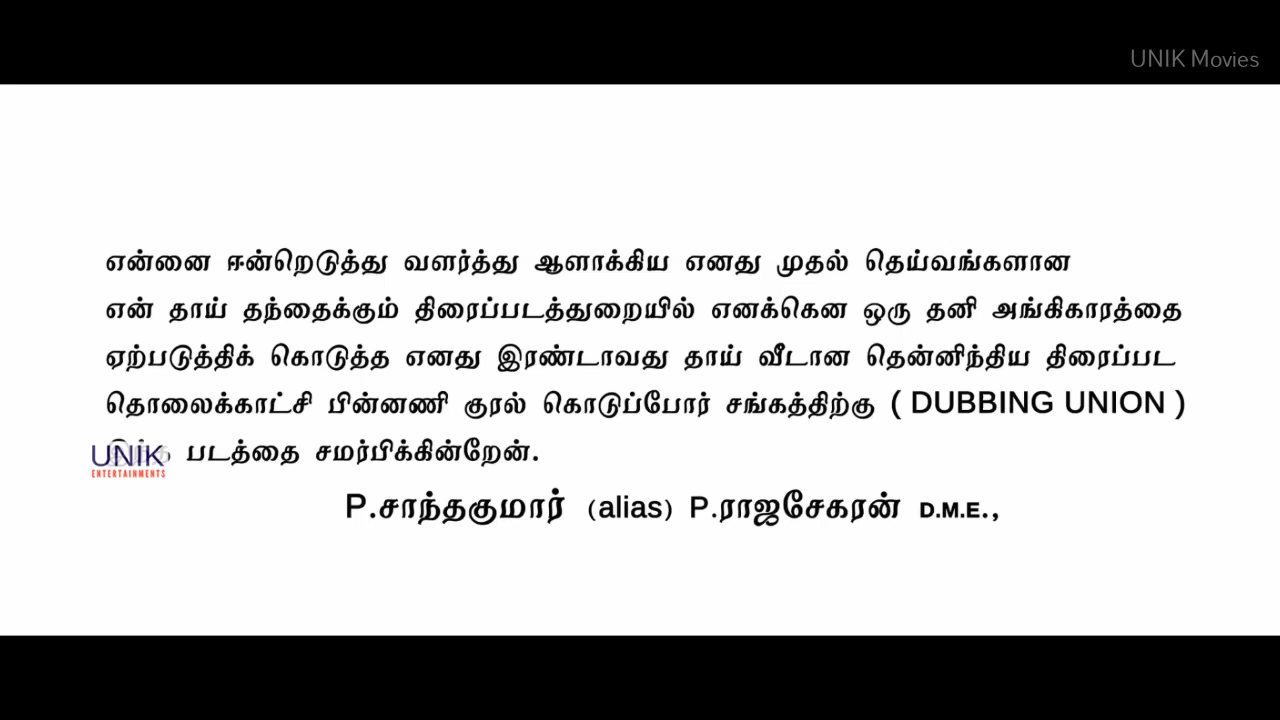 UNIK Movies
என்னை ஈன்றெடுத்து வளர்த்து ஆளாக்கிய எனது முதல் தெய்வங்களான
என் தாய் தந்தைக்கும் திரைப்படத்துறையில் எனக்கென ஒரு தனி அங்கிகாரத்தை
ஏற்படுத்திக் கொடுத்த எனது இரண்டாவது தாய் வீடான தென்னிந்திய திரைப்பட
தொலைக்காட்சி பின்னணி குரல் கொடுப்போர் சங்கத்திற்கு ( DUBBING UNION )
படத்தை சமர்பிக்கின்றேன்.
UNIK
ENTERTAINMENTS
P.சாந்தகுமார் (alias) P.ராஜசேகரன் D.M.E.,